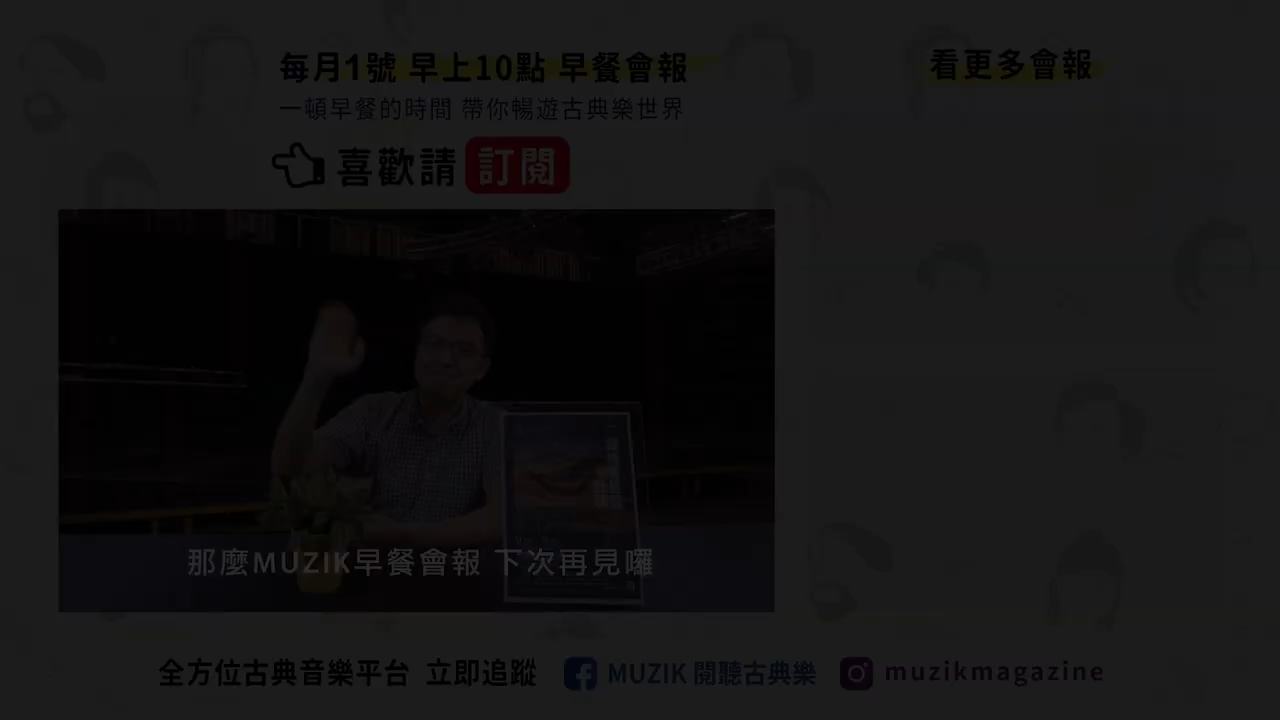 每月1號 早上10點 早餐會報
一頓早餐的時間 帶你暢遊古典樂世界
喜歡請 訂閱
看更多會報
那麼MUZIK早餐會報 下次再見囉
全方位古典音樂平台 立即追蹤 MUZIK 閱聽古典樂 muzikmagazine